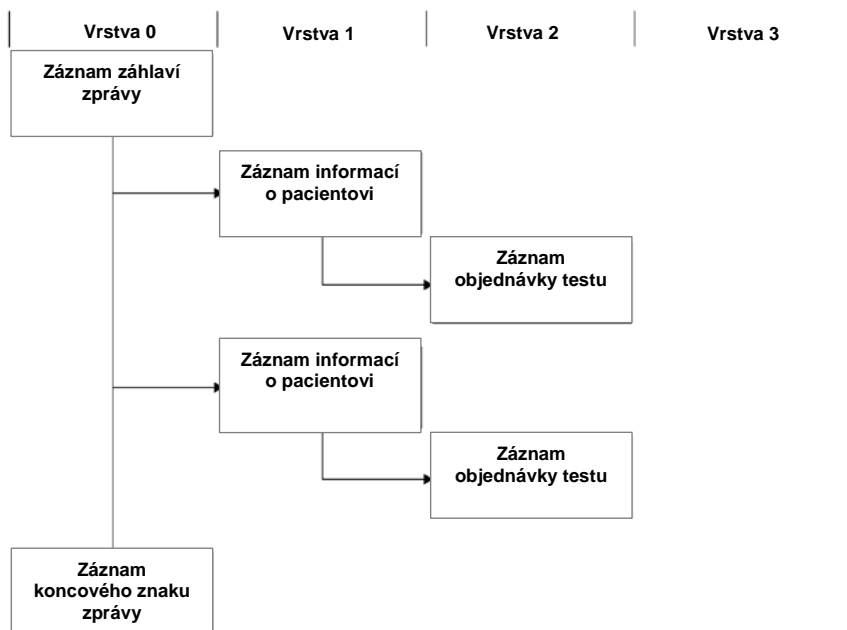 Vrstva 0
Vrstva 1
Vrstva 2
Vrstva 3
Záznam záhlaví
zprávy
Záznam informací
o pacientovi
Záznam
objednávky testu
Záznam informací
o pacientovi
Záznam
objednávky testu
Záznam
koncového znaku
zprávy